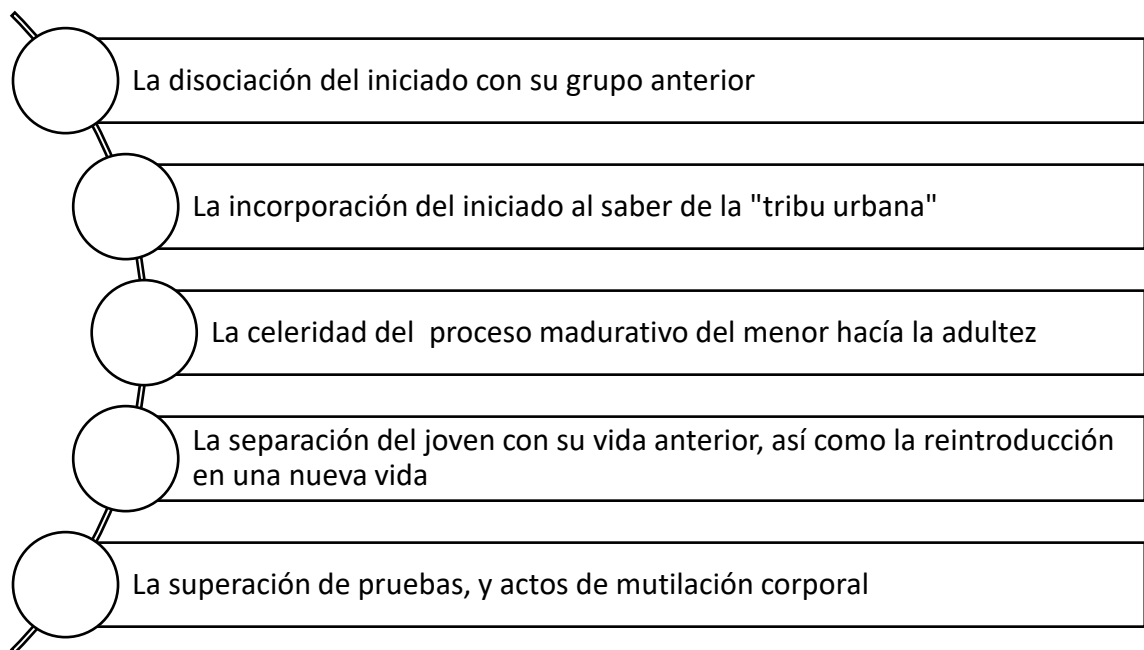 La disociación del iniciado con su grupo anterior
La incorporación del iniciado al saber de la "tribu urbana"
La celeridad del  proceso madurativo del menor hacía la adultez
La separación del joven con su vida anterior, así como la reintroducción
en una nueva vida
La superación de pruebas, y actos de mutilación corporal